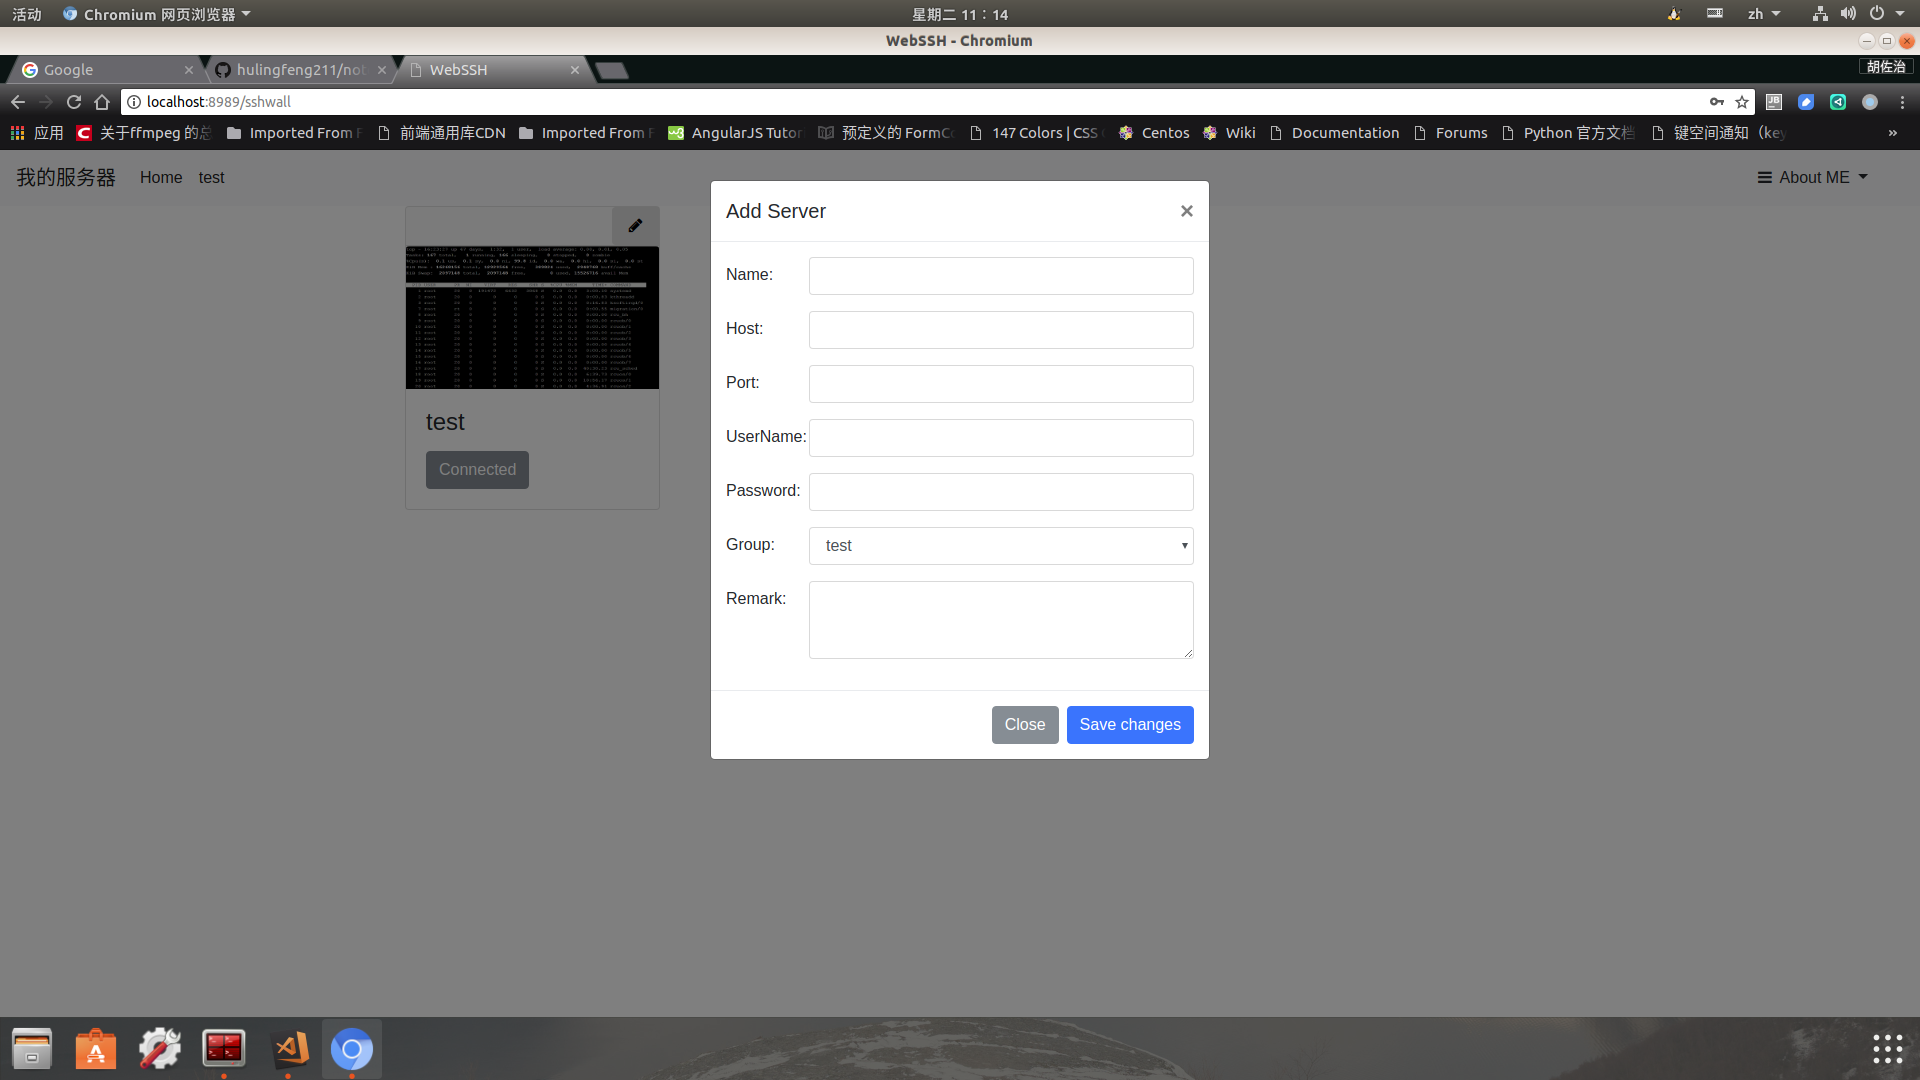 活动
Chromium 网页浏览器
星期二 11：14
zh
WebSSH - Chromium
Google
hulingfeng211/not
WebSSH
胡佐治
localhost:8989/sshwall
应用
关于ffmpeg 的总
Imported From F
前端通用库CDN
Imported From F
AngularJS Tutor
预定义的 FormCo
147 Colors | CSS C
Centos
Wiki
Documentation
Forums
Python 官方文档
键空间通知（key
»
我的服务器
Home
test
About ME
test
Connected
Add Server
×
Name:
Host:
Port:
UserName:
Password:
Group:
test
Remark:
Close
Save changes